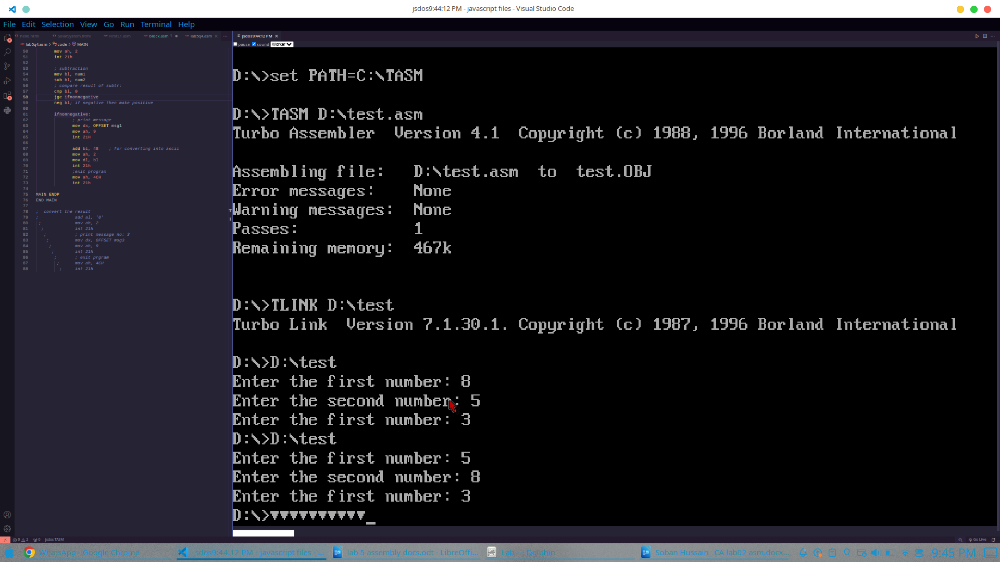 jsdos9:44:12 PM - javascript files - Visual Studio Code
File Edit Selection View Go Run Terminal Help
hello.html SolarSystem.html FirstL1.asm block.asm 1 lab5q4.asm
jsdos9:44:12 PM
lab5q4.asm > code > MAIN
pause sound Worker
50 mov ah, 2
51 int 21h
52
53 ; subtraction
54 mov bl, num1
55 sub bl, num2
56 ; compare result of subtr:
57 cmp bl, 0
58 jge ifnonnegative
59 neg bl; if negative then make positive
60
61 ifnonnegative:
62 ; print message
63 mov dx, OFFSET msg1
64 mov ah, 9
65 int 21H
66
67 add bl, 48 ; for converting into ascii
68 mov ah, 2
69 mov dl, bl
70 int 21h
71 ;exit program
72 mov ah, 4CH
73 int 21h
74
75 MAIN ENDP
76 END MAIN
77
78 ; convert the result
79 ; add al, '0'
80 ; mov ah, 2
81 ; int 21h
82 ; ; print message no: 3
83 ; mov dx, OFFSET msg3
84 ; mov ah, 9
85 ; int 21h
86 ; ; exit prgram
87 ; mov ah, 4CH
88 ; int 21h
D:\>set PATH=C:\TASM
D:\>TASM D:\test.asm
Turbo Assembler Version 4.1 Copyright (c) 1988, 1996 Borland International
Assembling file: D:\test.asm to test.OBJ
Error messages: None
Warning messages: None
Passes: 1
Remaining memory: 467k
D:\>TLINK D:\test
Turbo Link Version 7.1.30.1. Copyright (c) 1987, 1996 Borland International
D:\>D:\test
Enter the first number: 8
Enter the second number: 5
Enter the first number: 3
D:\>D:\test
Enter the first number: 5
Enter the second number: 8
Enter the first number: 3
D:\>▼▼▼▼▼▼▼▼▼▼_
0 2 0 jsdos TASM Go Live
WhatsApp - Google Chrome jsdos9:44:12 PM - javascript files - ... lab 5 assembly docs.odt - LibreOffi... Lab — Dolphin Soban Hussain_ CA lab02 asm.docx... 9:45 PM